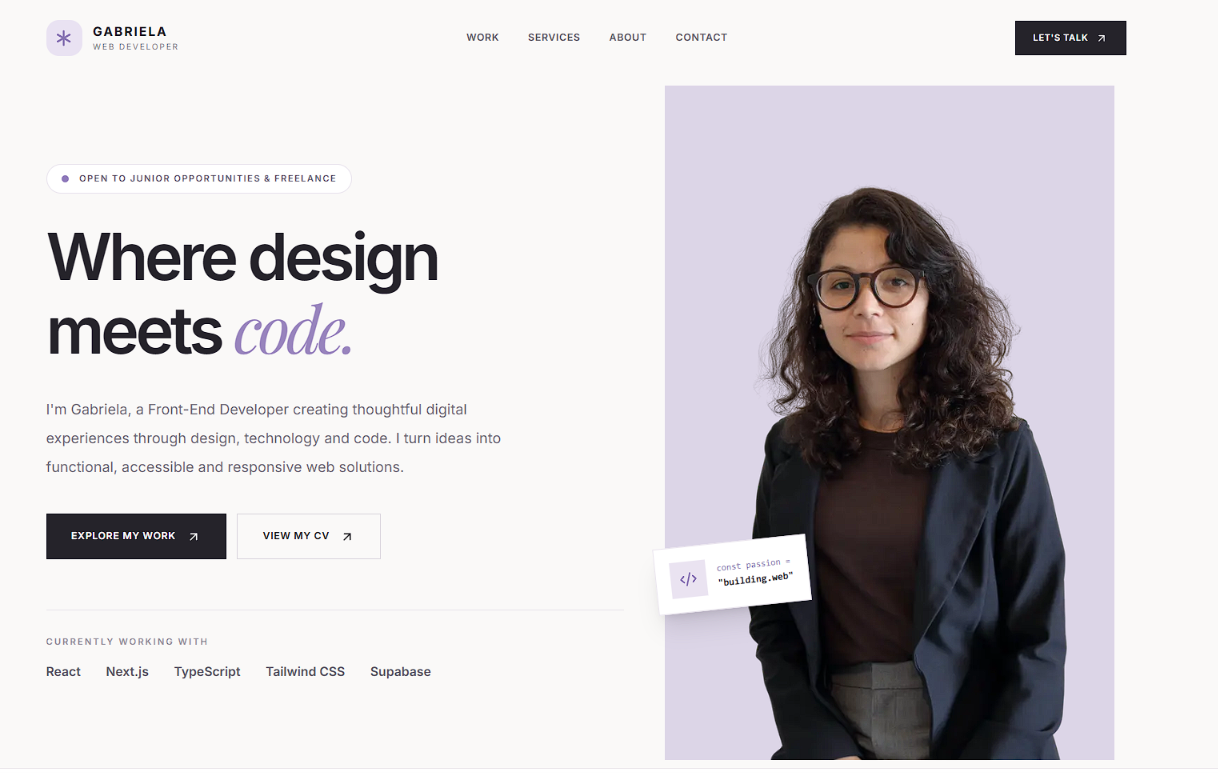 GABRIELA
WEB DEVELOPER
WORK
SERVICES
ABOUT
CONTACT
LET'S TALK
OPEN TO JUNIOR OPPORTUNITIES & FREELANCE
Where design
meets code.
I'm Gabriela, a Front-End Developer creating thoughtful digital
experiences through design, technology and code. I turn ideas into
functional, accessible and responsive web solutions.
EXPLORE MY WORK
VIEW MY CV
</>
const passion =
"building.web"
CURRENTLY WORKING WITH
React
Next.js
TypeScript
Tailwind CSS
Supabase